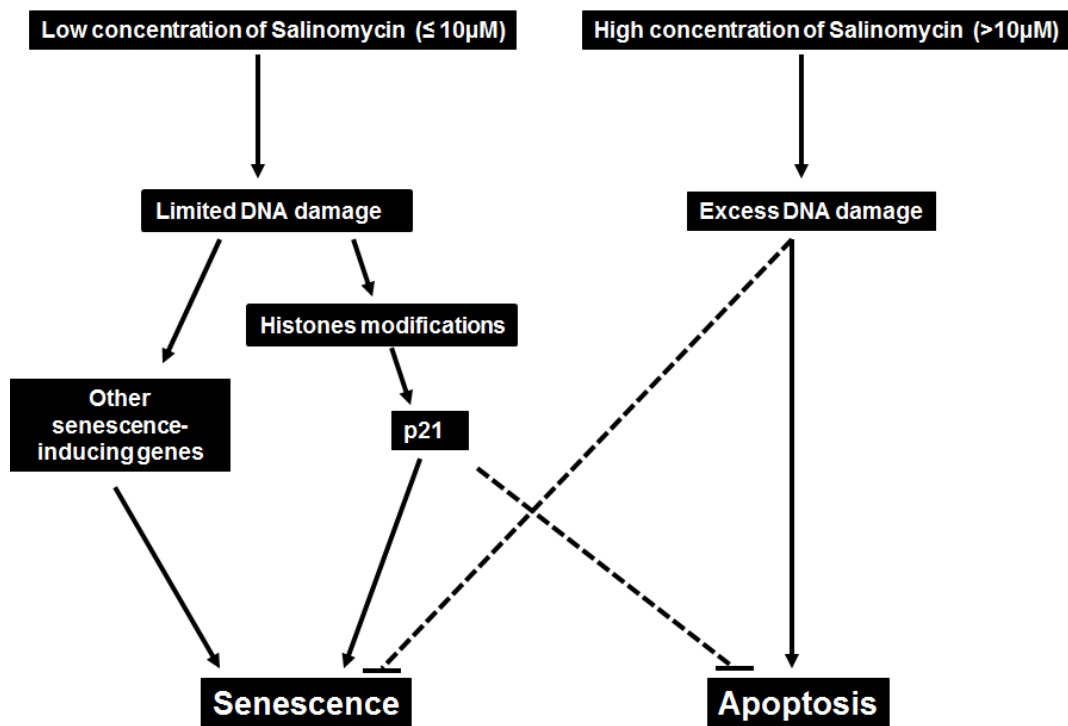 Low concentration of Salinomycin (≤ 10µM)
High concentration of Salinomycin (>10µM)
Limited DNA damage
Excess DNA damage
Histones modifications
Other
senescence-
inducing genes
p21
Senescence
Apoptosis